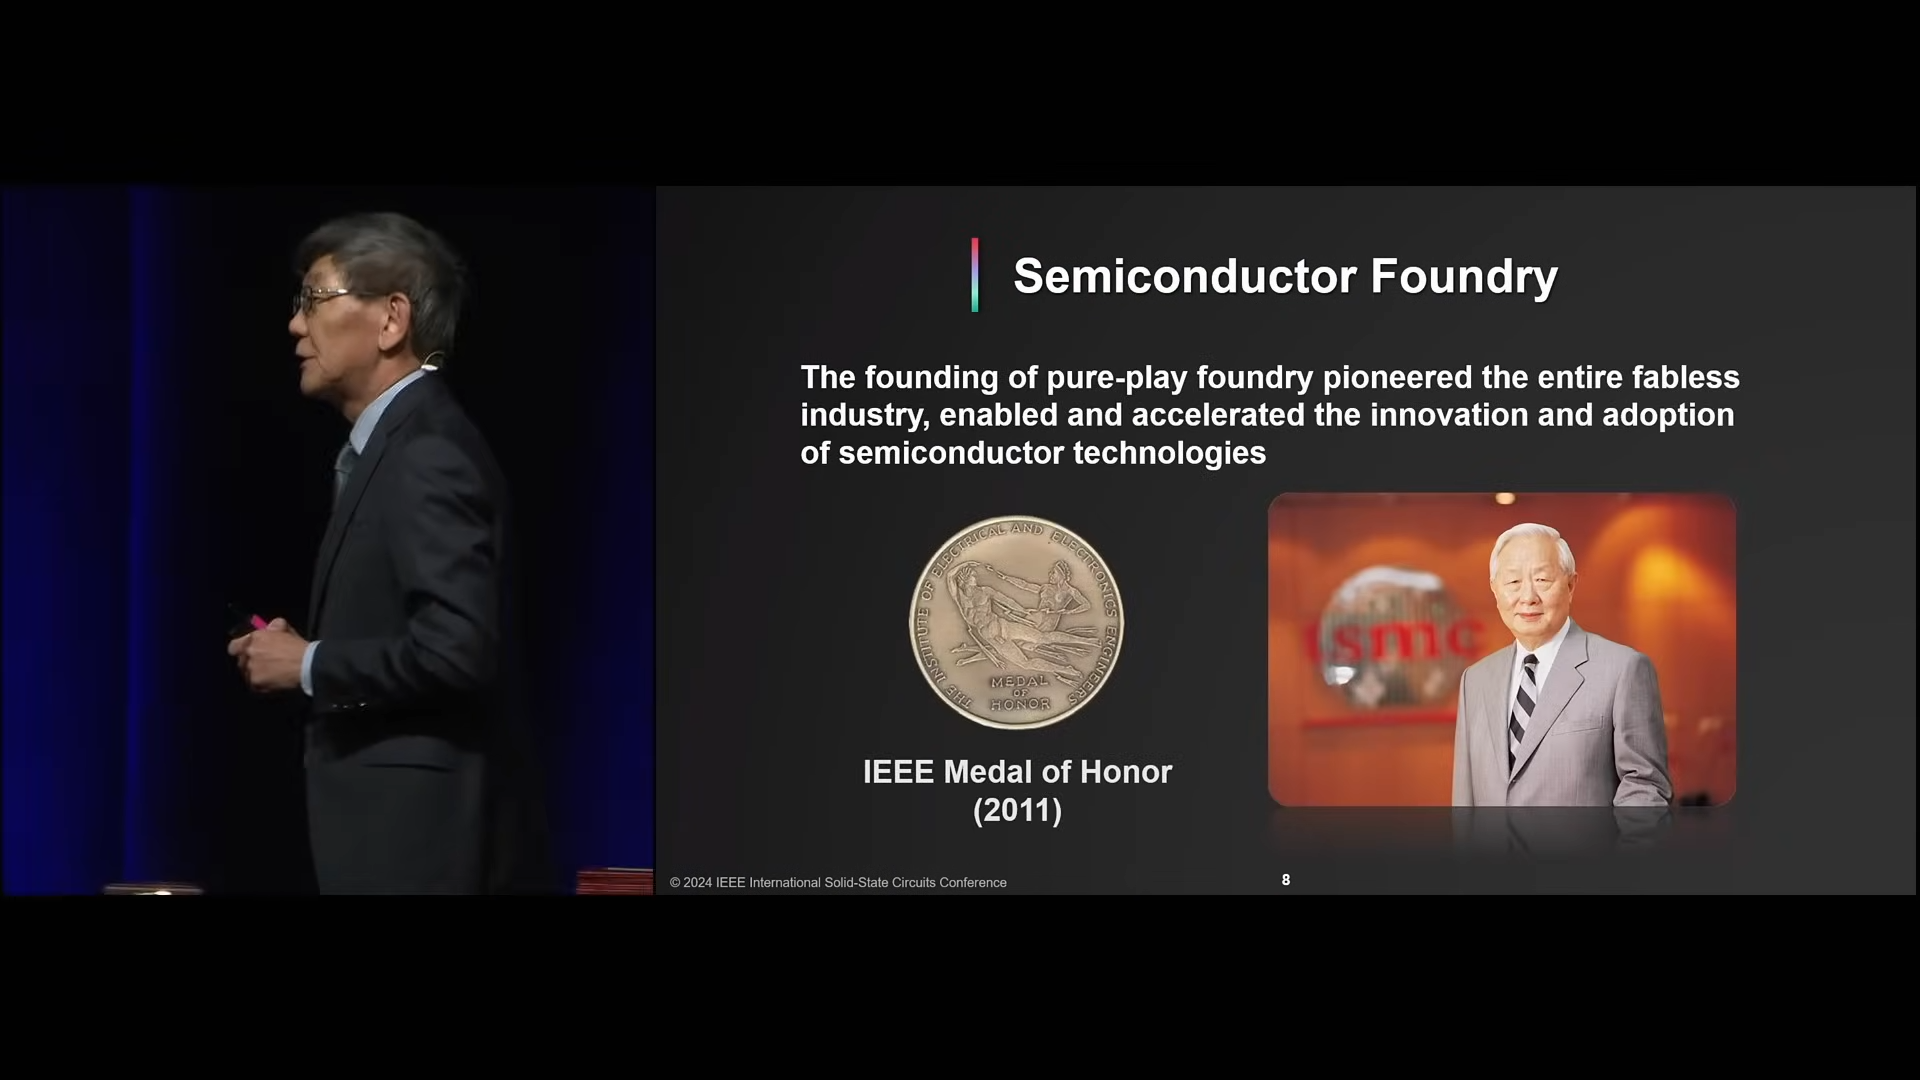 Semiconductor Foundry
The founding of pure-play foundry pioneered the entire fabless
industry, enabled and accelerated the innovation and adoption
of semiconductor technologies
THE INSTITUTE OF ELECTRICAL AND ELECTRONICS ENGINEERS
MEDAL
OF
HONOR
tsmc
IEEE Medal of Honor
(2011)
© 2024 IEEE International Solid-State Circuits Conference
8